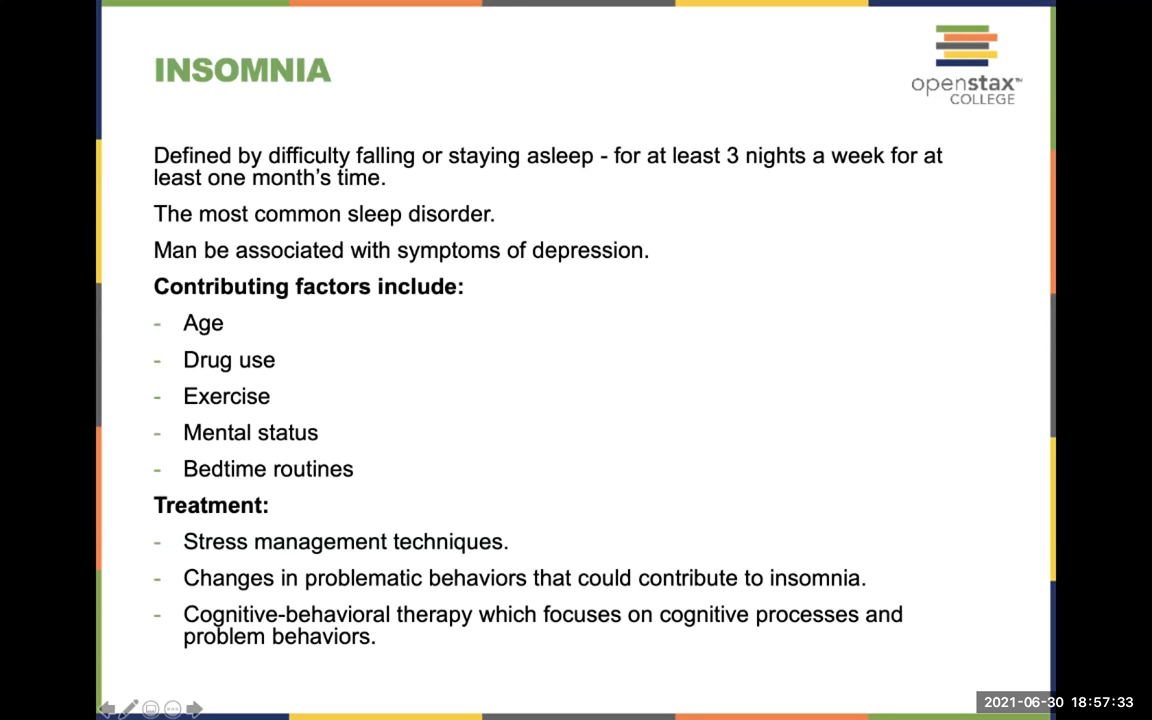 INSOMNIA
openstax™
COLLEGE
Defined by difficulty falling or staying asleep - for at least 3 nights a week for at
least one month’s time.
The most common sleep disorder.
Man be associated with symptoms of depression.
Contributing factors include:
- Age
- Drug use
- Exercise
- Mental status
- Bedtime routines
Treatment:
- Stress management techniques.
- Changes in problematic behaviors that could contribute to insomnia.
- Cognitive-behavioral therapy which focuses on cognitive processes and
problem behaviors.
2021-06-30 18:57:33